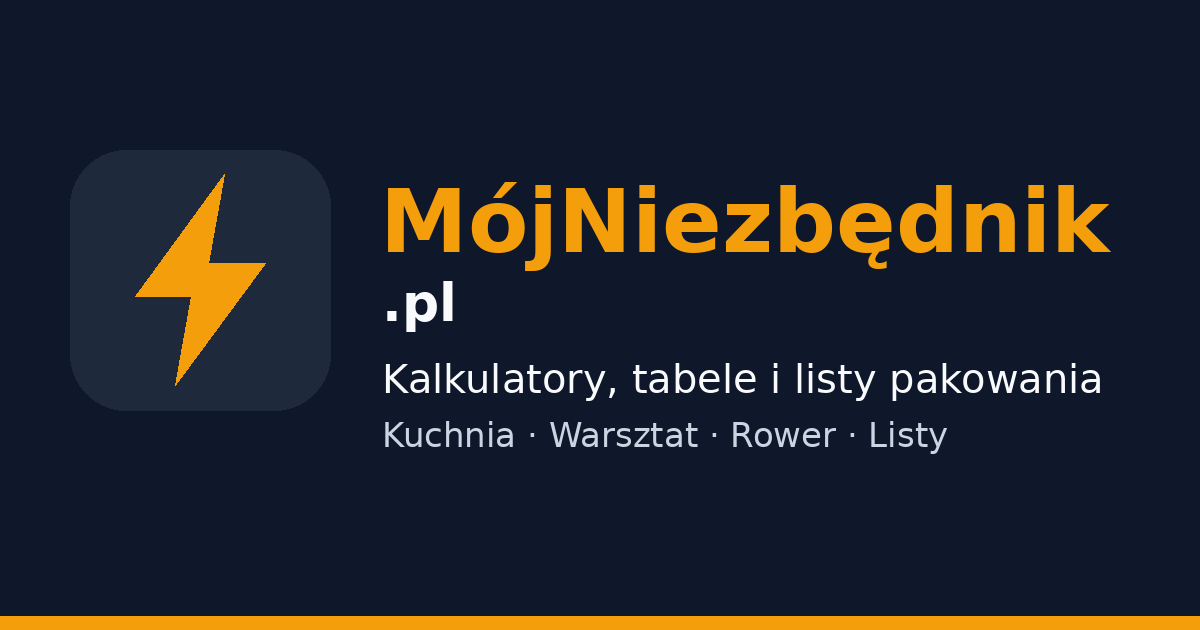 MójNiezbędnik
.pl
Kalkulatory, tabele i listy pakowania
Kuchnia · Warsztat · Rower · Listy